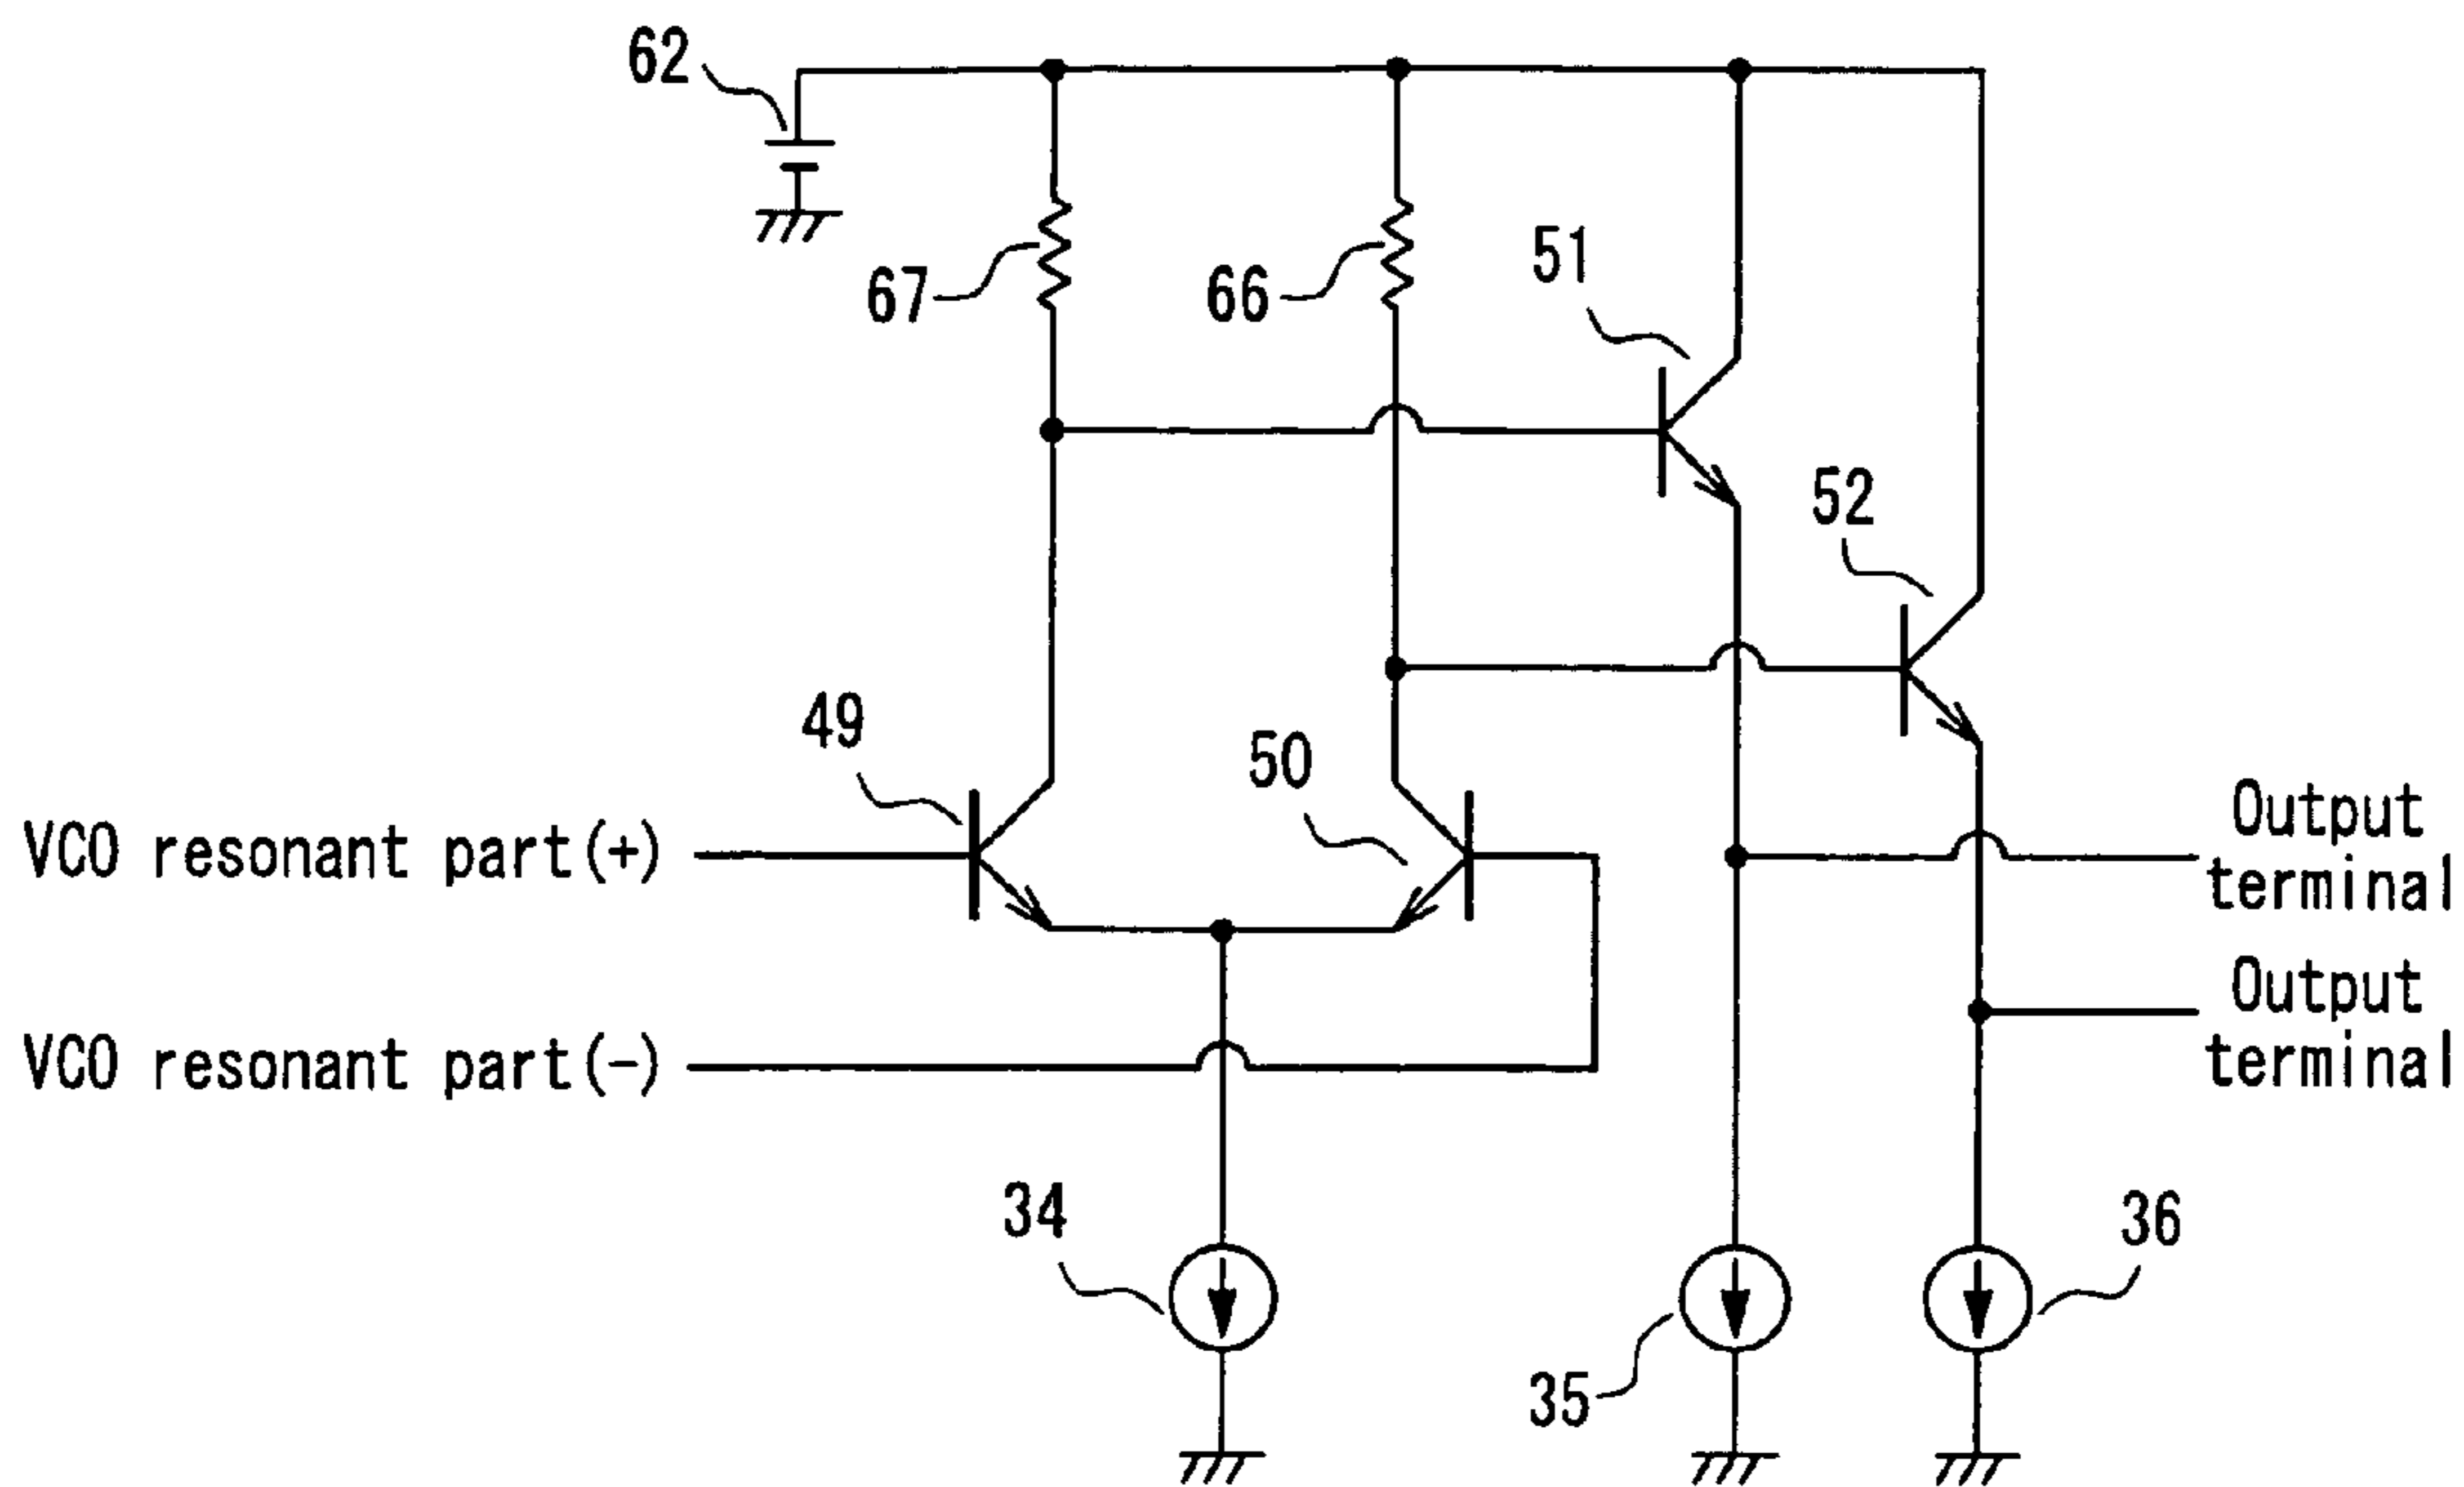 62
67
66
51
52
49
50
VCO resonant part(+)
Output
terminal
Output
terminal
VCO resonant part(-)
34
36
35